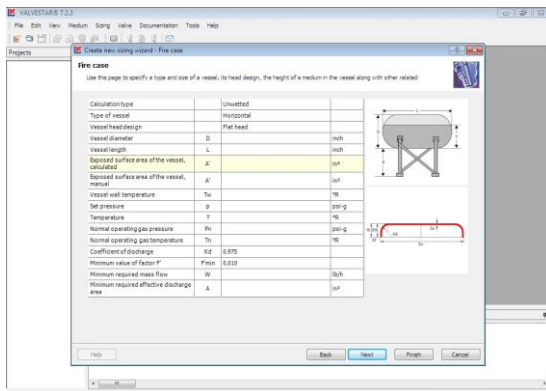 VALVESTAR® 7.2.3
File Edit View Medium Sizing Valve Documentation Tools Help
Projects
Create new sizing wizard - Fire case
Fire case
Use this page to specify a type and size of a vessel, its head design, the height of a medium in the vessel along with other related
Calculation type Unwetted
Type of vessel Horizontal
Vessel head design Flat head
Vessel diameter D inch
Vessel length L inch
Exposed surface area of the vessel, calculated A' in²
Exposed surface area of the vessel, manual A' in²
Vessel wall temperature Tw °R
Set pressure p psi-g
Temperature T °R
Normal operating gas pressure Pn psi-g
Normal operating gas temperature Tn °R
Coefficient of discharge Kd 0.975
Minimum value of factor F' F'min 0.010
Minimum required mass flow W lb/h
Minimum required effective discharge area A in²
Help Back Next Finish Cancel